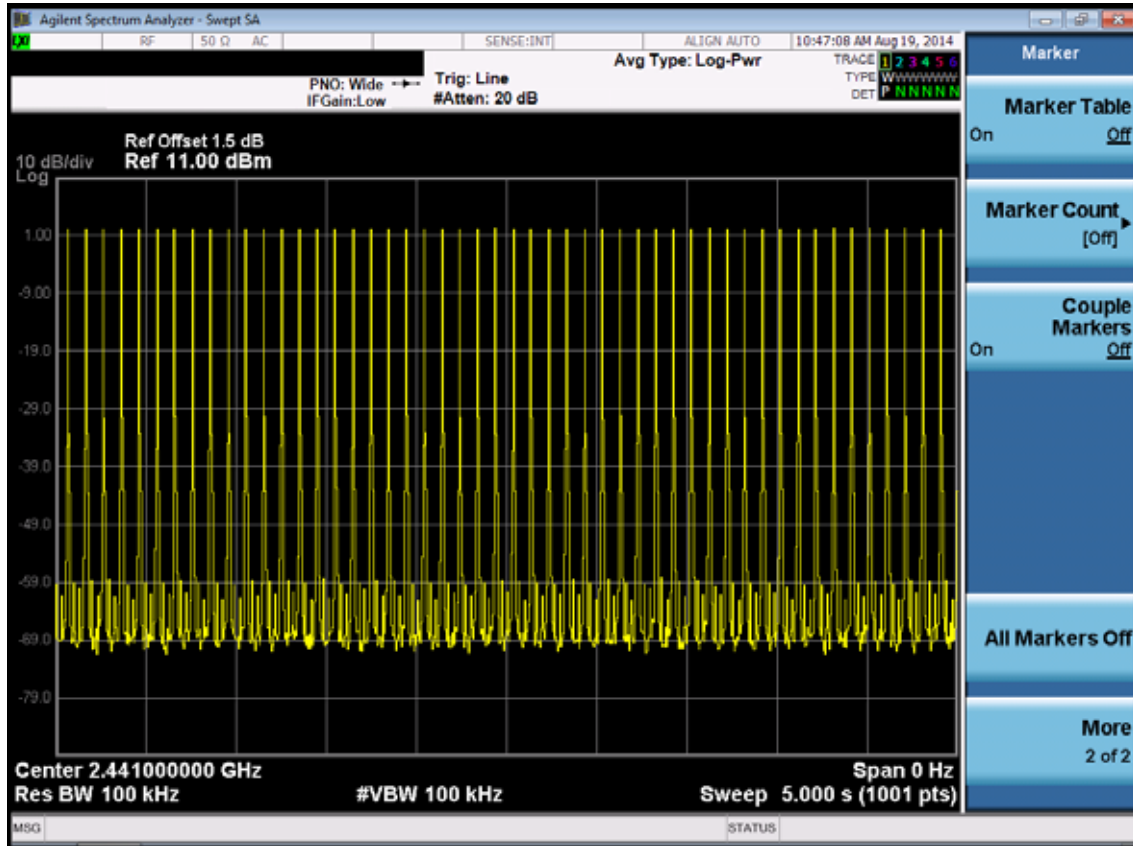 Agilent Spectrum Analyzer - Swept SA
RF 50 Ω AC SENSE:INT ALIGN AUTO 10:47:08 AM Aug 19, 2014
Marker
Avg Type: Log-Pwr
TRACE 1 2 3 4 5 6
TYPE WWWWWW
DET P N N N N N
PNO: Wide
IFGain:Low
Trig: Line
#Atten: 20 dB
Marker Table
On Off
Ref Offset 1.5 dB
10 dB/div Ref 11.00 dBm
Log
Marker Count
[Off]
Couple
Markers
On Off
1.00
-9.00
-19.0
-29.0
-39.0
-49.0
-59.0
-69.0
-79.0
All Markers Off
More
2 of 2
Center 2.441000000 GHz Span 0 Hz
Res BW 100 kHz #VBW 100 kHz Sweep 5.000 s (1001 pts)
MSG STATUS